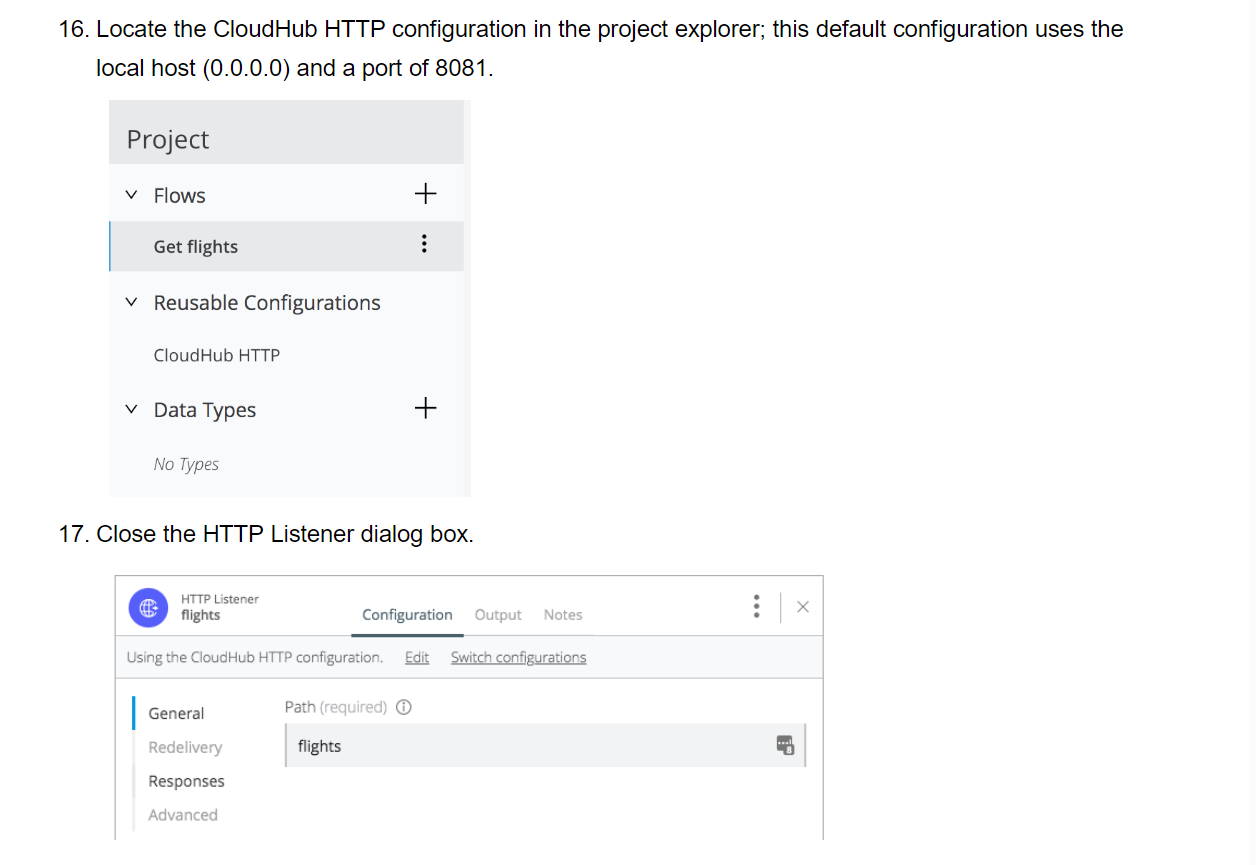 16. Locate the CloudHub HTTP configuration in the project explorer; this default configuration uses the
local host (0.0.0.0) and a port of 8081.
Project
Flows
Get flights
Reusable Configurations
CloudHub HTTP
Data Types
No Types
17. Close the HTTP Listener dialog box.
HTTP Listener
flights
Configuration Output Notes
Using the CloudHub HTTP configuration. Edit Switch configurations
General
Path (required)
Redelivery
flights
Responses
Advanced